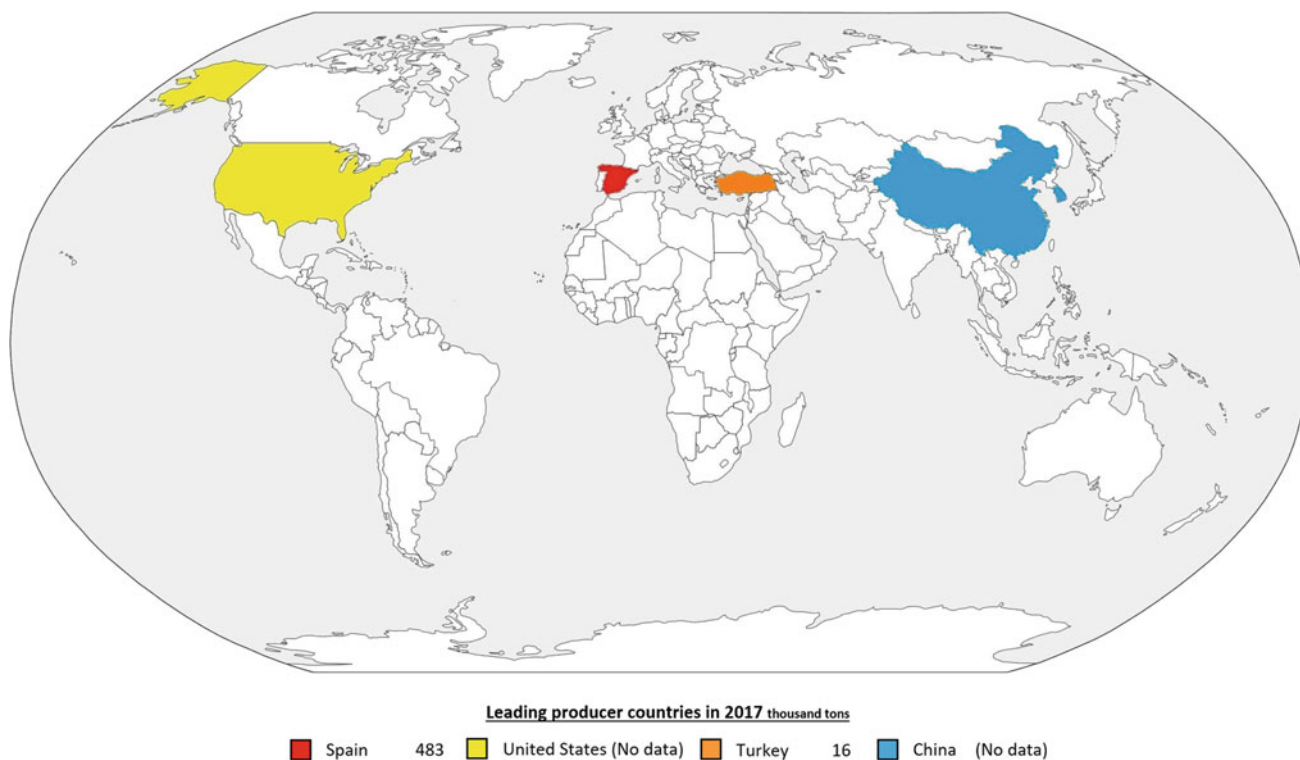 Leading producer countries in 2017 thousand tons
Spain 483 United States (No data) Turkey 16 China (No data)